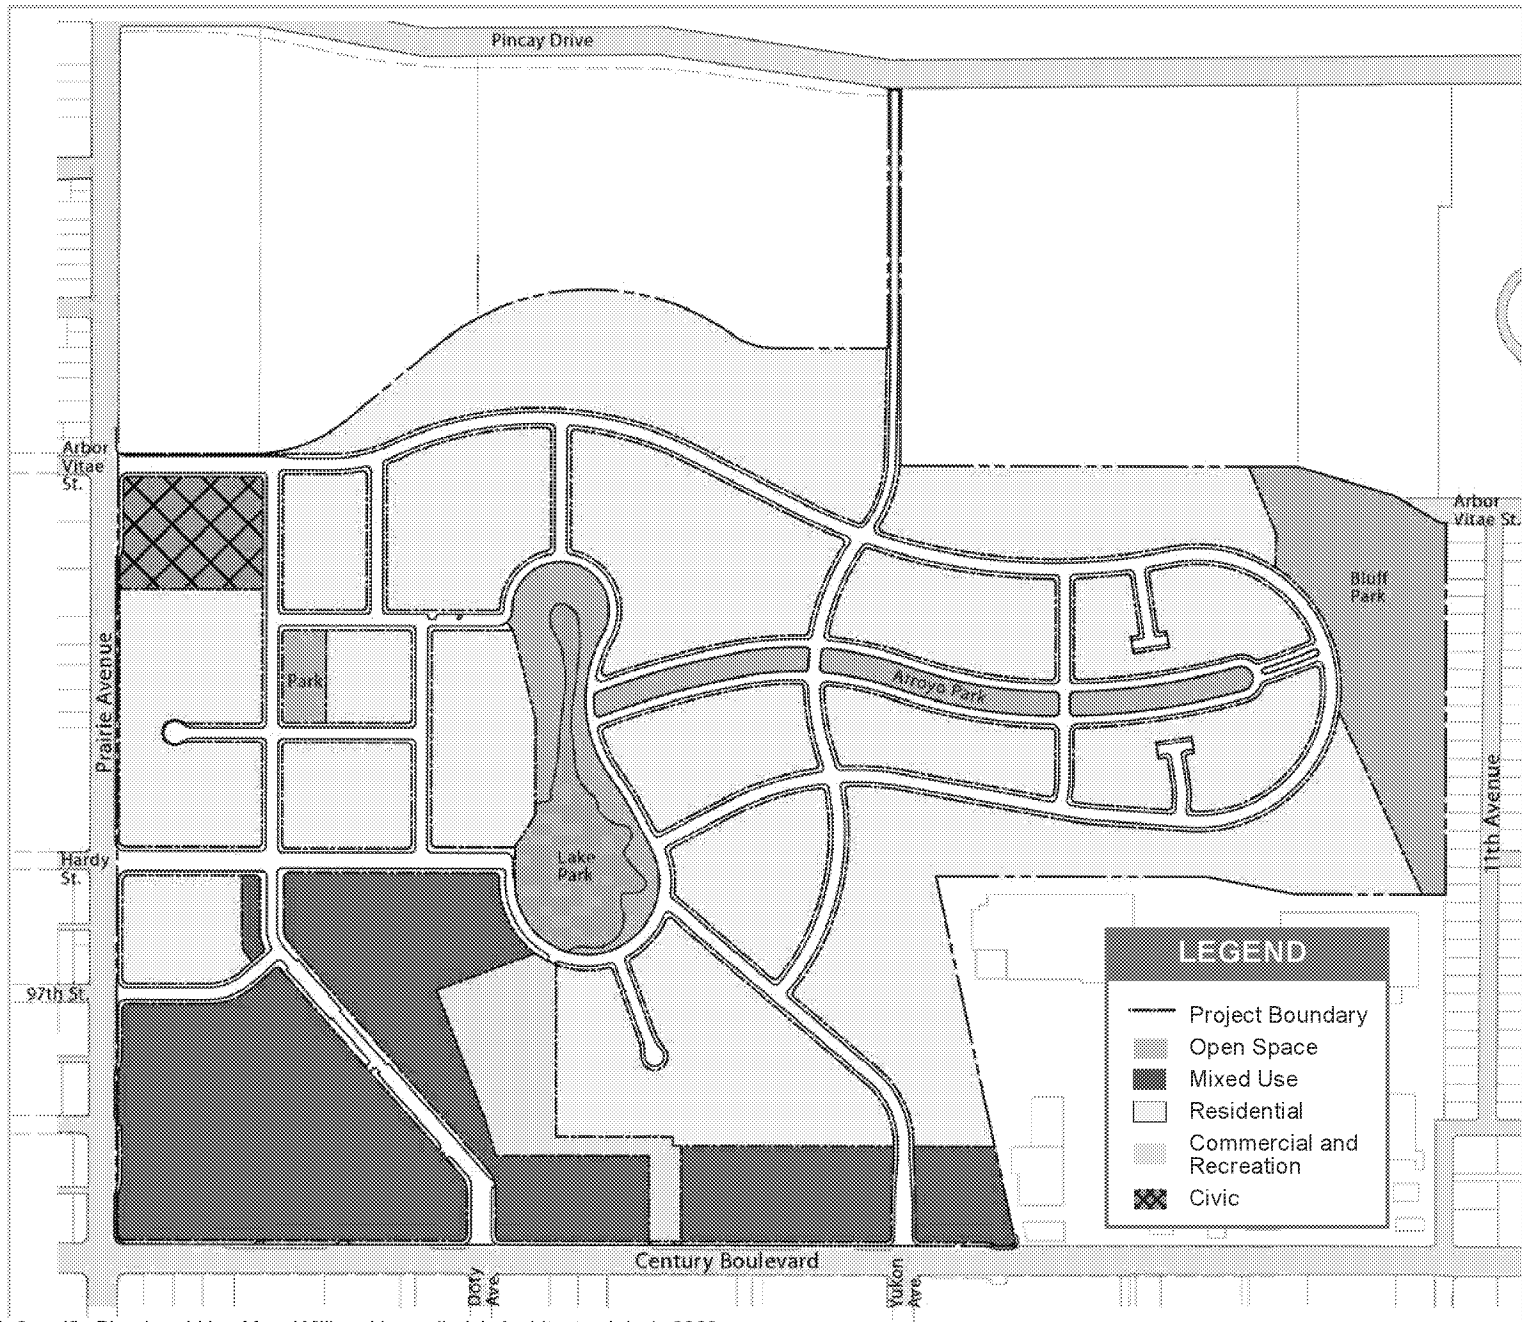 Pincay Drive
Arbor
Vitae
St.
Arbor
Vitae St.
Bluff
Park
Prairie Avenue
Park
Arroyo Park
11th Avenue
Hardy
St.
Lake
Park
97th St.
LEGEND
Project Boundary
Open Space
Mixed Use
Residential
Commercial and
Recreation
Civic
Century Boulevard
Doty
Ave.
Yukon
Ave.